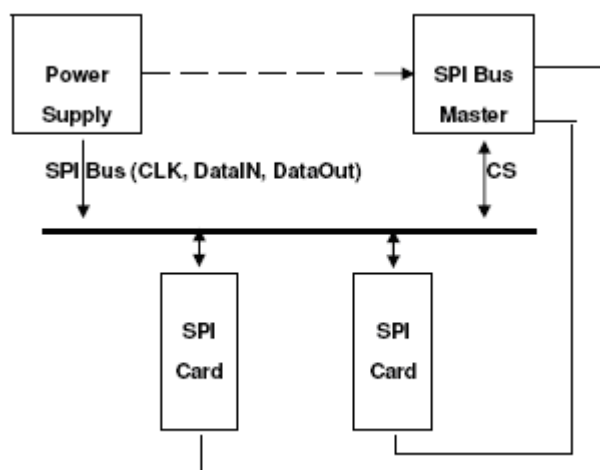 Power
Supply
SPI Bus
Master
SPI Bus (CLK, DataIN, DataOut)
CS
SPI
Card
SPI
Card